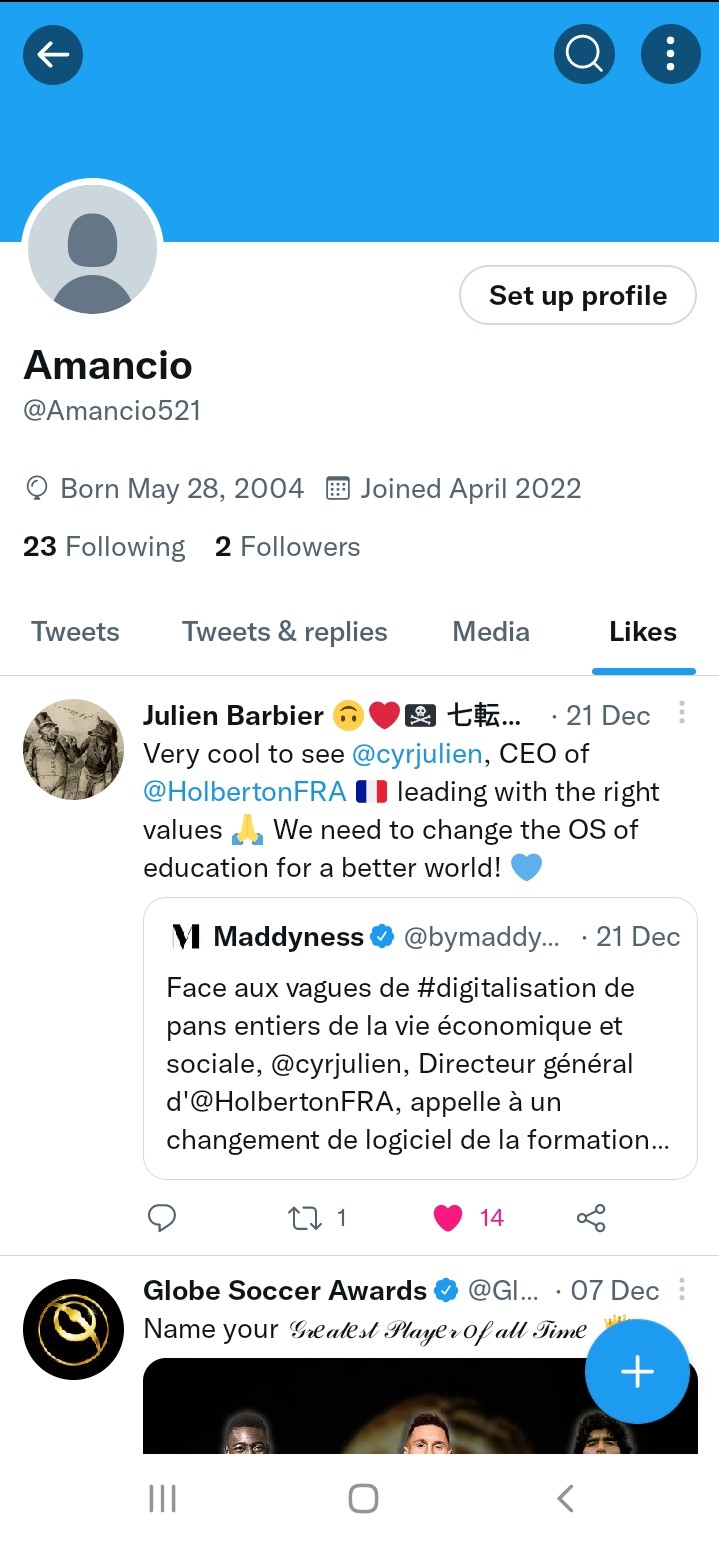 Set up profile
Amancio
@Amancio521
Born May 28, 2004 Joined April 2022
23 Following 2 Followers
Tweets Tweets & replies Media Likes
Julien Barbier 🙃❤️🏴‍☠️ 七転... · 21 Dec
Very cool to see @cyrjulien, CEO of
@HolbertonFRA 🇫🇷 leading with the right
values 🙏 We need to change the OS of
education for a better world! 💙
Maddyness @bymaddy... · 21 Dec
Face aux vagues de #digitalisation de
pans entiers de la vie économique et
sociale, @cyrjulien, Directeur général
d'@HolbertonFRA, appelle à un
changement de logiciel de la formation...
1 14
Globe Soccer Awards @Gl... · 07 Dec
Name your 𝒢𝓇𝑒𝒶𝓉𝑒𝓈𝓉 𝒫𝓁𝒶𝓎𝑒𝓇 𝑜𝒻 𝒶𝓁𝓁 𝒯𝒾𝓂𝑒 👑